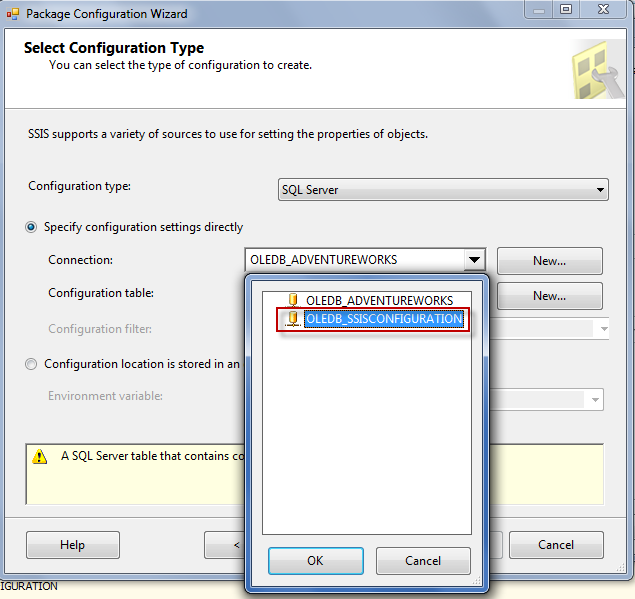 Package Configuration Wizard
Select Configuration Type
You can select the type of configuration to create.
SSIS supports a variety of sources to use for setting the properties of objects.
Configuration type:
SQL Server
Specify configuration settings directly
Connection:
OLEDB_ADVENTUREWORKS
New...
Configuration table:
New...
Configuration filter:
Configuration location is stored in an
Environment variable:
OLEDB_ADVENTUREWORKS
OLEDB_SSISCONFIGURATION
A SQL Server table that contains co
Help
<
Cancel
OK
Cancel
IGURATION